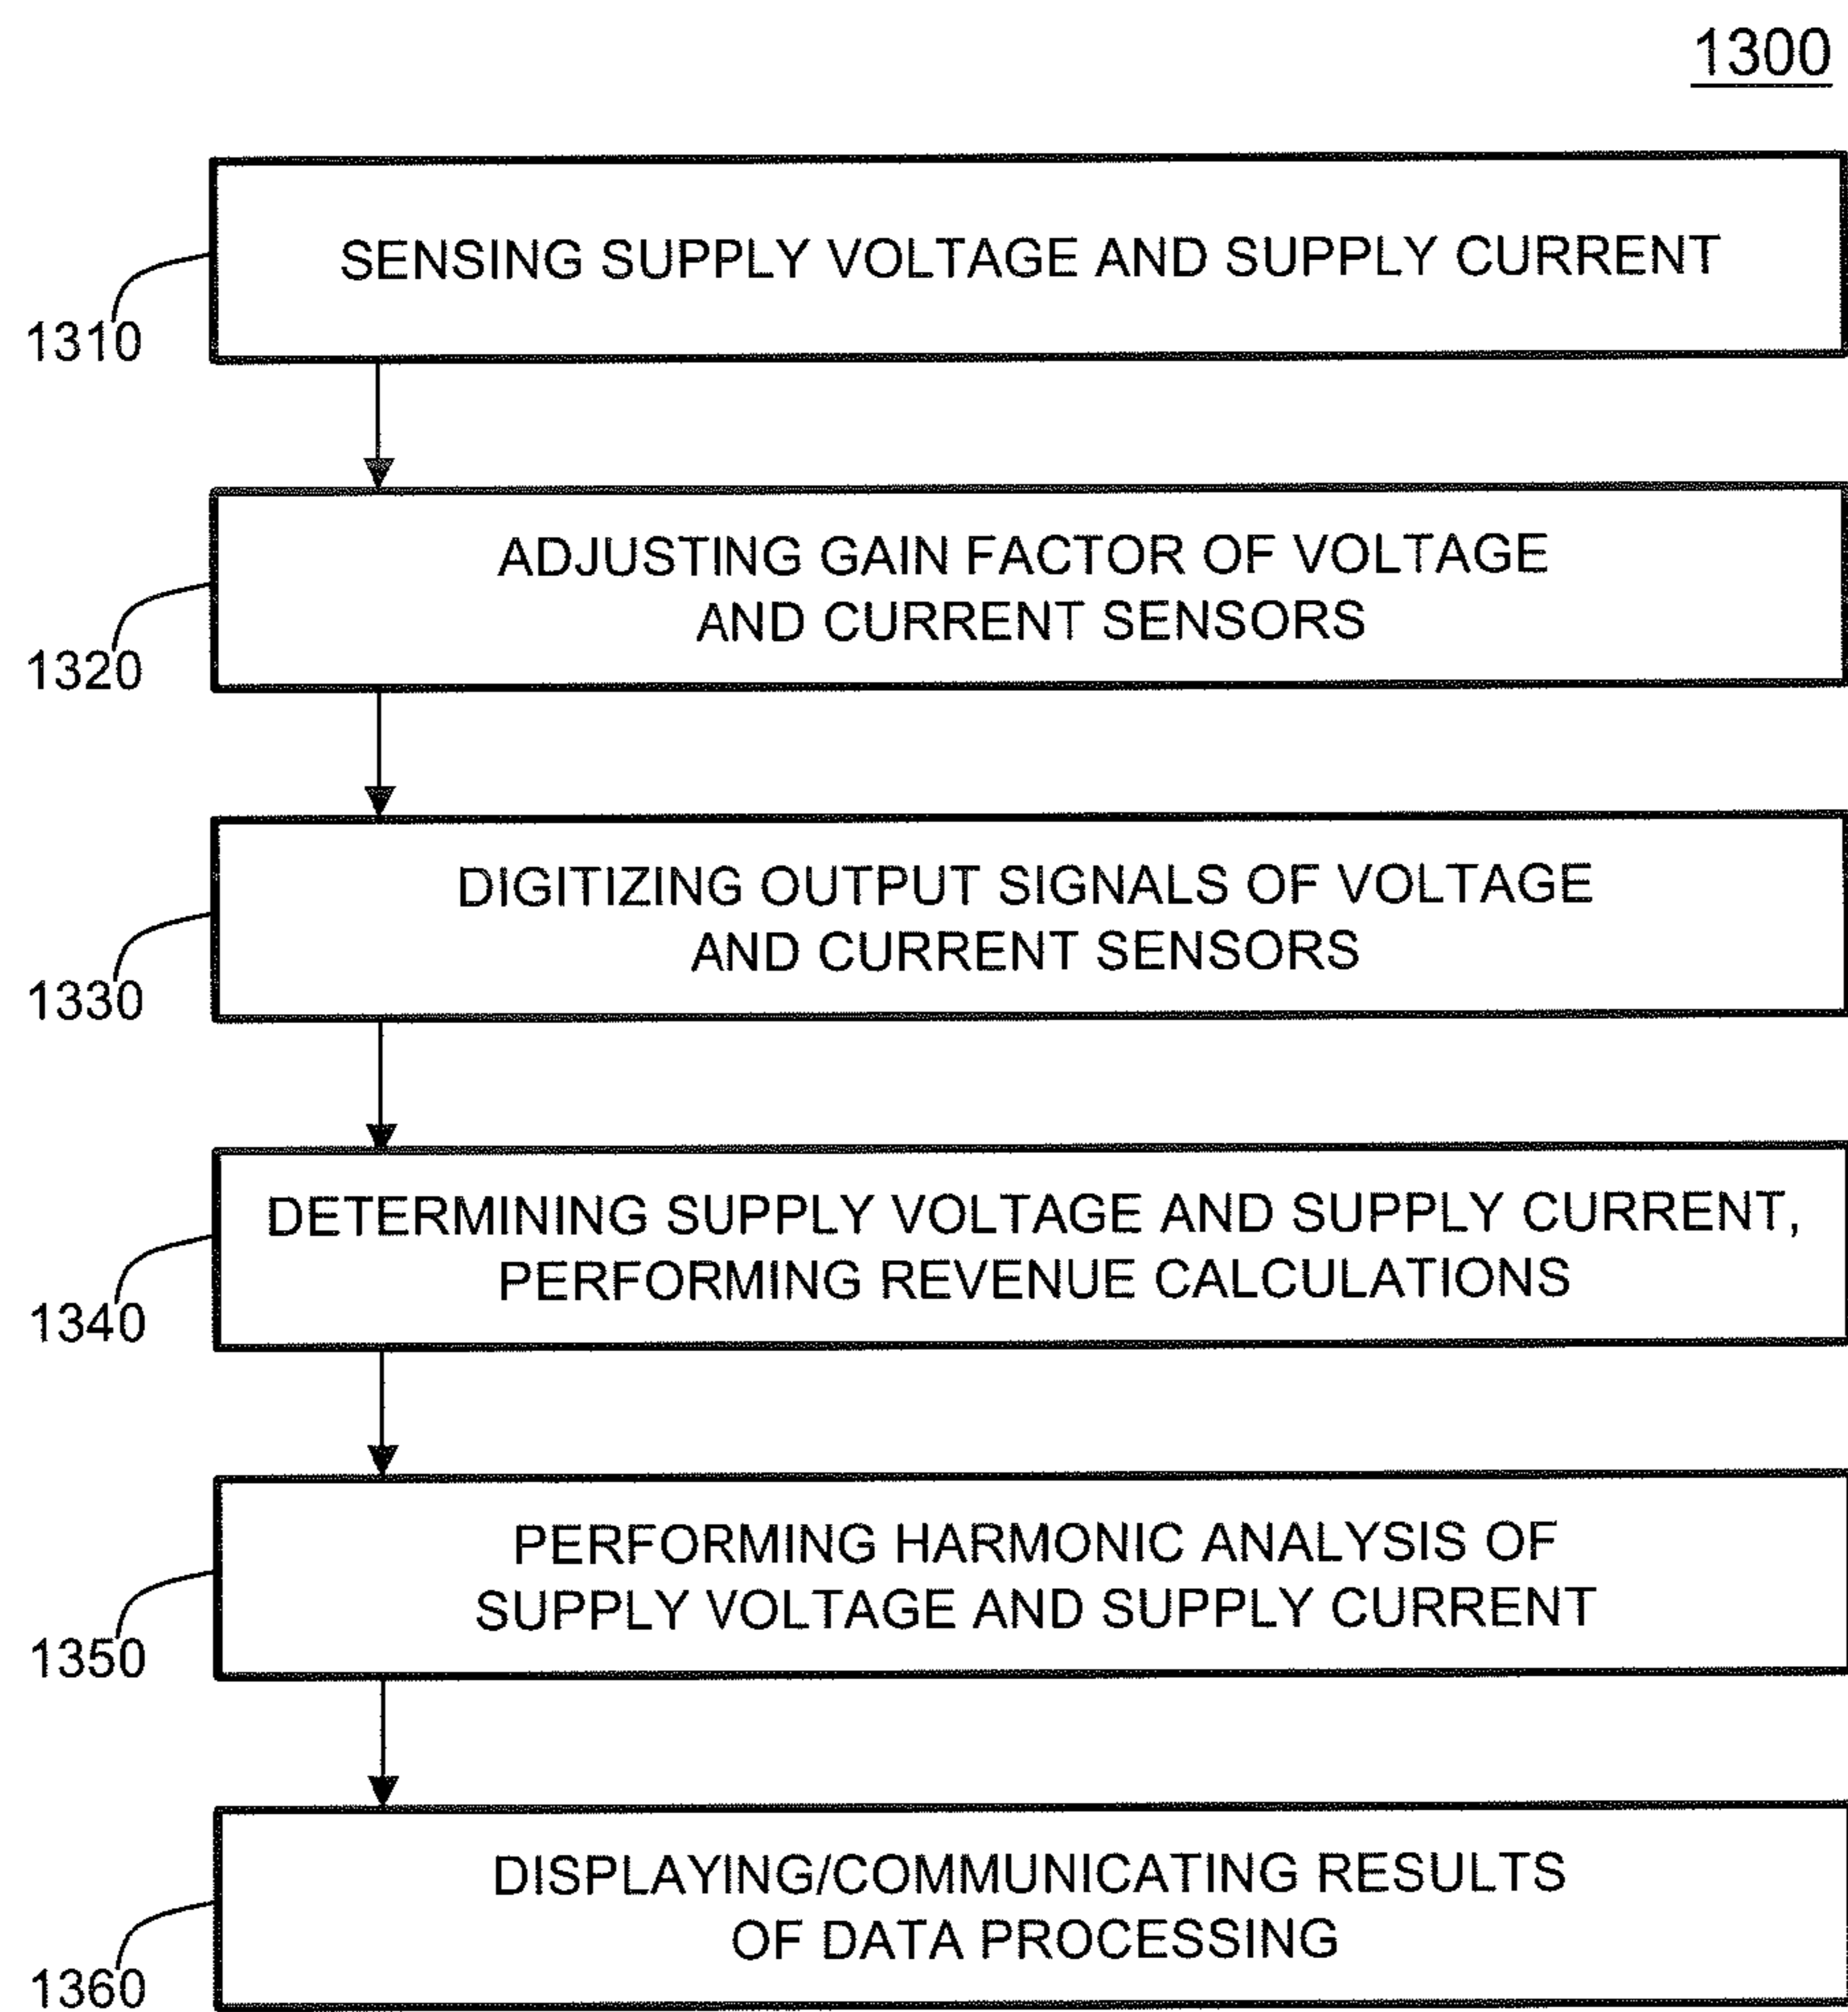 1300
SENSING SUPPLY VOLTAGE AND SUPPLY CURRENT
1310
ADJUSTING GAIN FACTOR OF VOLTAGE
AND CURRENT SENSORS
1320
DIGITIZING OUTPUT SIGNALS OF VOLTAGE
AND CURRENT SENSORS
1330
DETERMINING SUPPLY VOLTAGE AND SUPPLY CURRENT,
PERFORMING REVENUE CALCULATIONS
1340
PERFORMING HARMONIC ANALYSIS OF
SUPPLY VOLTAGE AND SUPPLY CURRENT
1350
DISPLAYING/COMMUNICATING RESULTS
OF DATA PROCESSING
1360